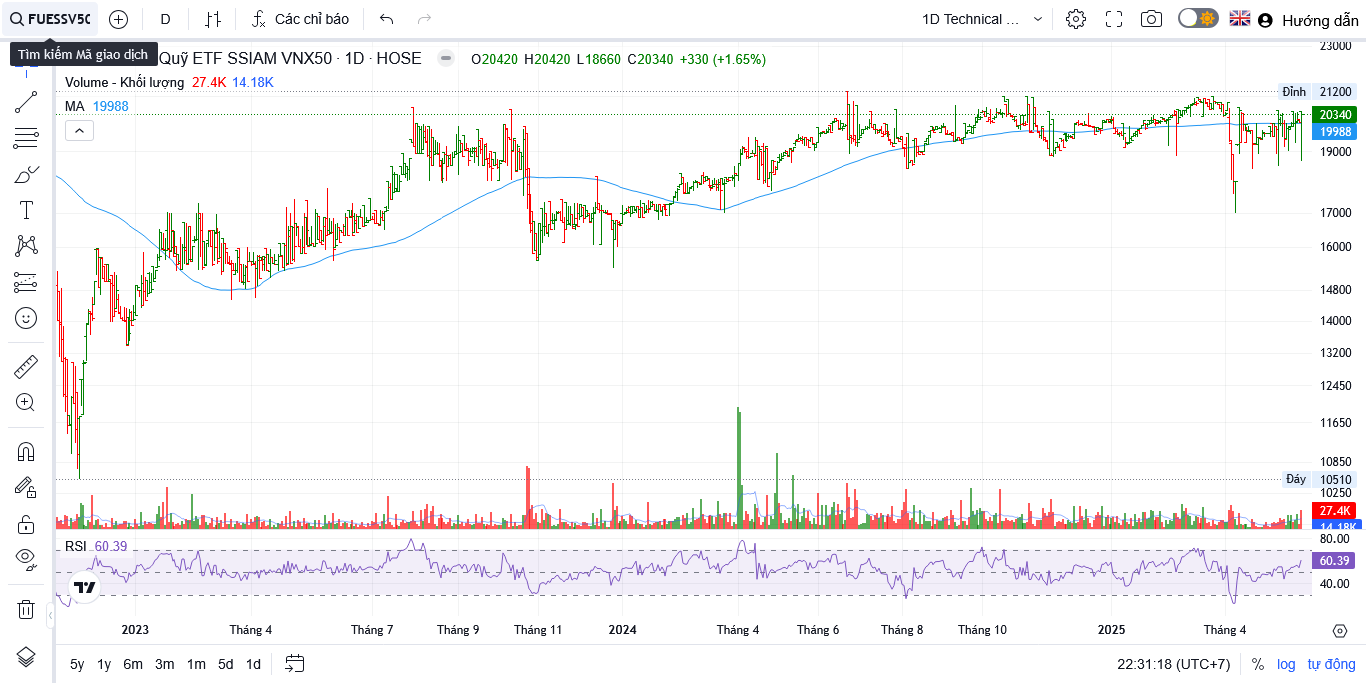 FUESSV50
D
Các chỉ báo
1D Technical ...
Hướng dẫn
Tìm kiếm Mã giao dịch
Quỹ ETF SSIAM VNX50 · 1D · HOSE
O20420 H20420 L18660 C20340 +330 (+1.65%)
Volume - Khối lượng 27.4K 14.18K
MA 19988
23000
Đỉnh 21200
20340
19988
19000
17000
16000
14800
14000
13200
12450
11650
10850
Đáy 10510
10250
27.4K
14.18K
RSI 60.39
80.00
60.39
40.00
2023 Tháng 4 Tháng 7 Tháng 9 Tháng 11 2024 Tháng 4 Tháng 6 Tháng 8 Tháng 10 2025 Tháng 4
5y 1y 6m 3m 1m 5d 1d
22:31:18 (UTC+7) % log tự động